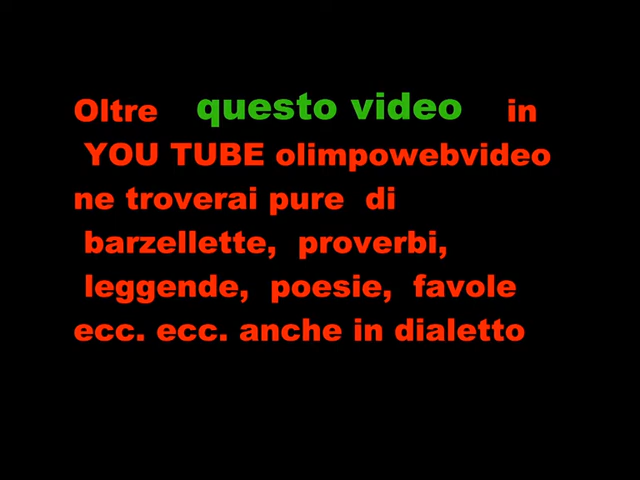 Oltre questo video in
YOU TUBE olimpowebvideo
ne troverai pure di
barzellette, proverbi,
leggende, poesie, favole
ecc. ecc. anche in dialetto